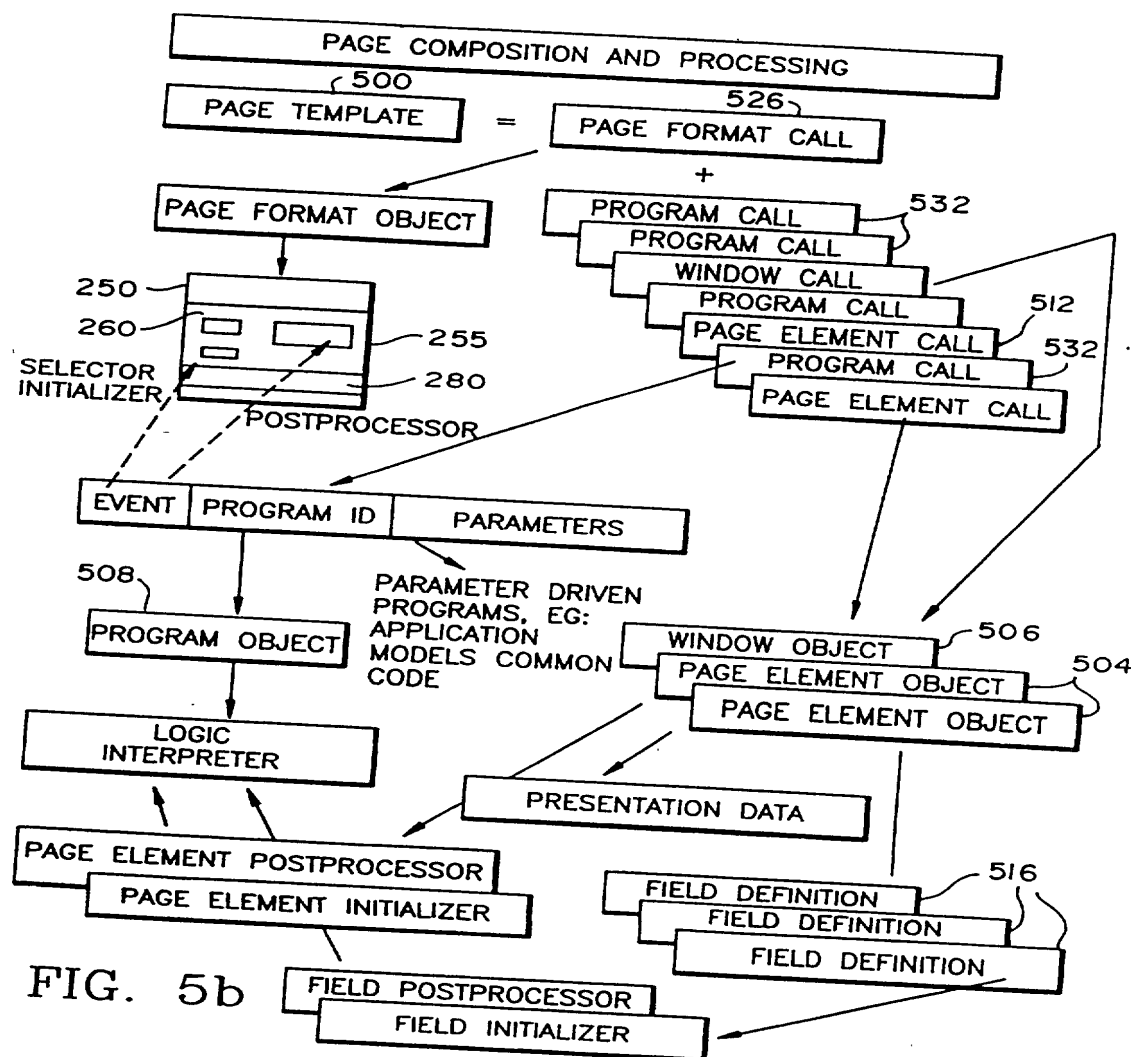 PAGE COMPOSITION AND PROCESSING
500
526
PAGE TEMPLATE
=
PAGE FORMAT CALL
+
PAGE FORMAT OBJECT
PROGRAM CALL
532
PROGRAM CALL
WINDOW CALL
PROGRAM CALL
PAGE ELEMENT CALL
512
PROGRAM CALL
532
PAGE ELEMENT CALL
250
260
255
SELECTOR
INITIALIZER
280
POSTPROCESSOR
EVENT
PROGRAM ID
PARAMETERS
508
PROGRAM OBJECT
PARAMETER DRIVEN
PROGRAMS, EG:
APPLICATION
MODELS COMMON
CODE
WINDOW OBJECT
506
PAGE ELEMENT OBJECT
504
PAGE ELEMENT OBJECT
LOGIC
INTERPRETER
PRESENTATION DATA
PAGE ELEMENT POSTPROCESSOR
PAGE ELEMENT INITIALIZER
FIELD DEFINITION
516
FIELD DEFINITION
FIELD DEFINITION
FIELD POSTPROCESSOR
FIELD INITIALIZER
FIG. 5b